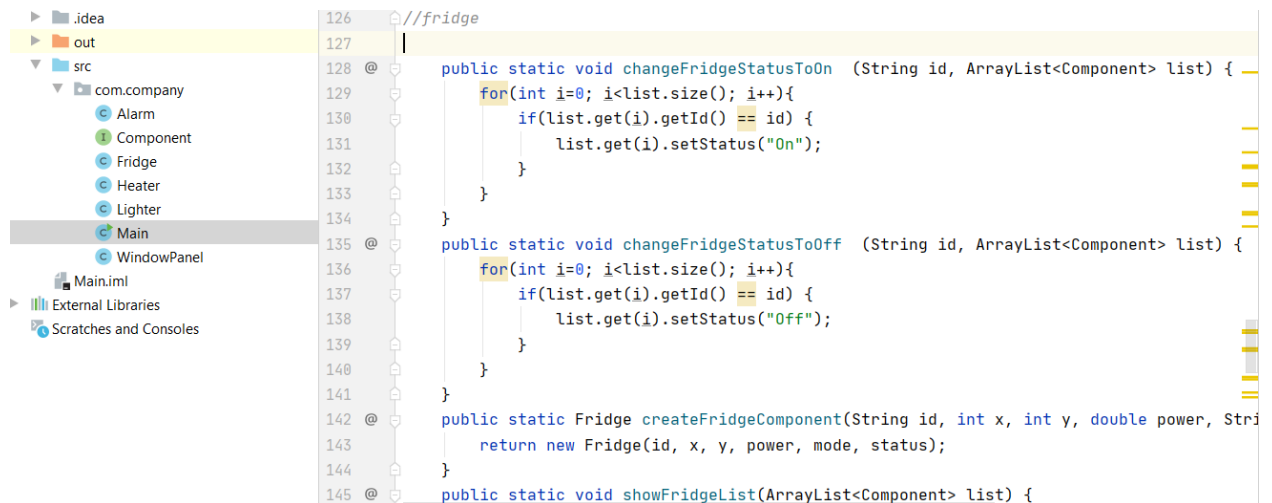 .idea
out
src
com.company
Alarm
Component
Fridge
Heater
Lighter
Main
WindowPanel
Main.iml
External Libraries
Scratches and Consoles
126 //fridge
127
128 @ public static void changeFridgeStatusToOn  (String id, ArrayList<Component> list) {
129 for(int i=0; i<list.size(); i++){
130 if(list.get(i).getId() == id) {
131 list.get(i).setStatus("On");
132 }
133 }
134 }
135 @ public static void changeFridgeStatusToOff  (String id, ArrayList<Component> list) {
136 for(int i=0; i<list.size(); i++){
137 if(list.get(i).getId() == id) {
138 list.get(i).setStatus("Off");
139 }
140 }
141 }
142 @ public static Fridge createFridgeComponent(String id, int x, int y, double power, Stri
143 return new Fridge(id, x, y, power, mode, status);
144 }
145 @ public static void showFridgeList(ArrayList<Component> list) {